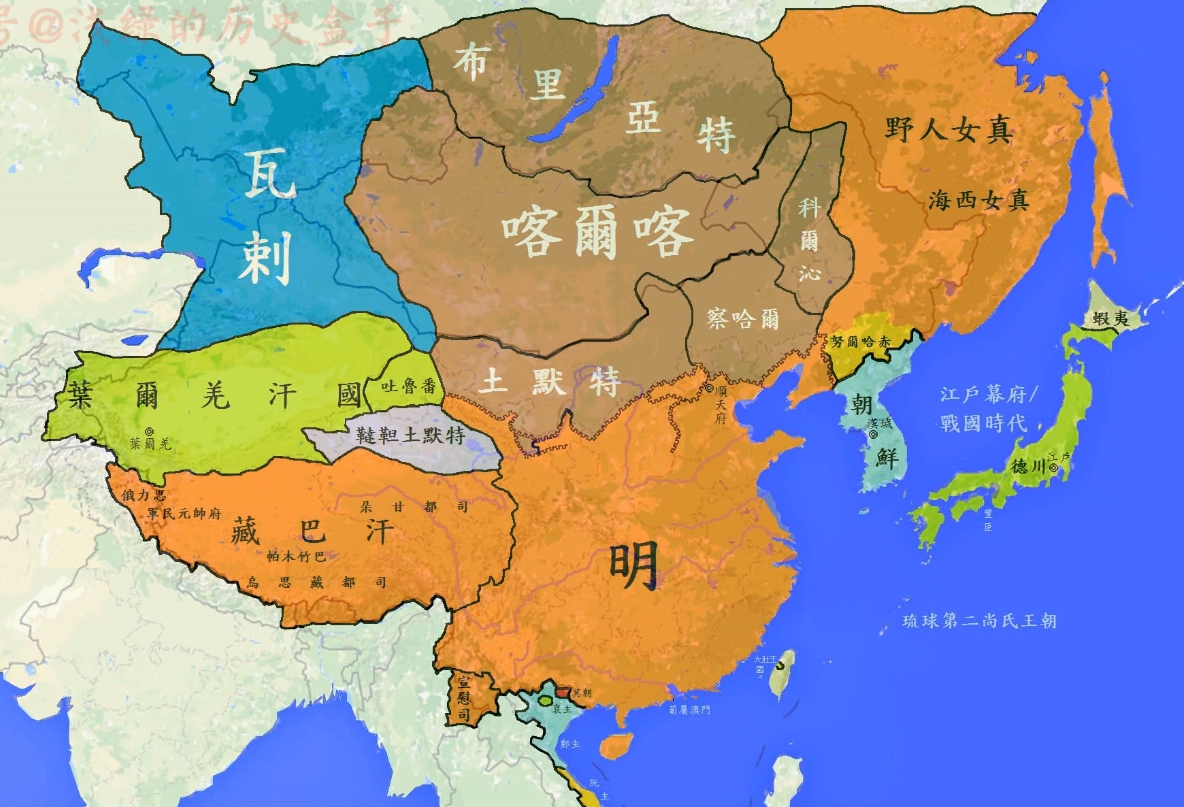 号@浅绿的历史盒子
布里亞特
瓦剌
喀爾喀
科爾沁
野人女真
海西女真
察哈爾
土默特
努爾哈赤
蝦夷
葉爾羌汗國
吐魯番
葉爾羌
韃靼土默特
順天府
朝鮮
漢城
江戶幕府/
戰國時代
德川
江戶
豐臣
俄力思
軍民元帥府
朵甘都司
藏巴汗
帕木竹巴
烏思藏都司
明
琉球第二尚氏王朝
大肚王國
宣慰司
莫朝
裒主
鄭主
阮主
葡屬澳門